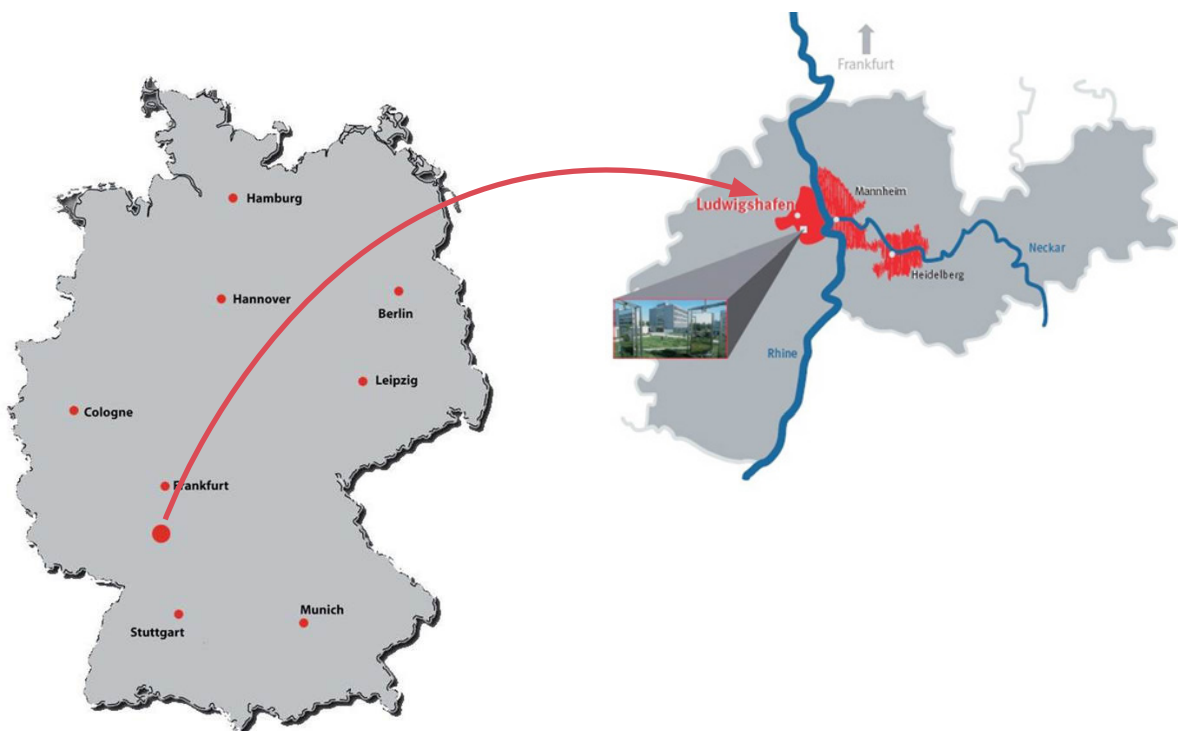 Hamburg
Hannover
Berlin
Leipzig
Cologne
Frankfurt
Munich
Stuttgart
Frankfurt
Mannheim
Ludwigshafen
Neckar
Heidelberg
Rhine